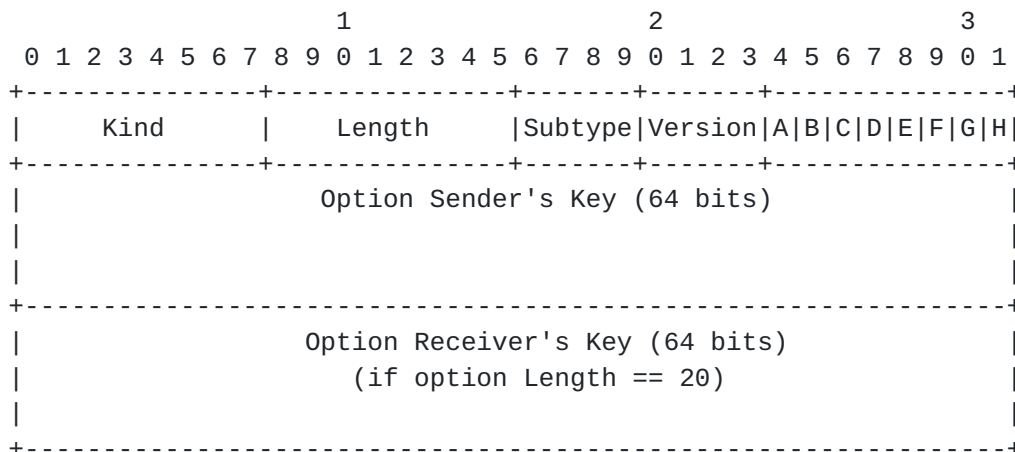 1                   2                   3
 0 1 2 3 4 5 6 7 8 9 0 1 2 3 4 5 6 7 8 9 0 1 2 3 4 5 6 7 8 9 0 1
+---------------+---------------+-------+-------+---------------+
|     Kind      |    Length     |Subtype|Version|A|B|C|D|E|F|G|H|
+---------------+---------------+-------+-------+---------------+
|                   Option Sender's Key (64 bits)               |
|                                                               |
|                                                               |
+---------------------------------------------------------------+
|                  Option Receiver's Key (64 bits)              |
|                     (if option Length == 20)                  |
|                                                               |
+---------------------------------------------------------------+